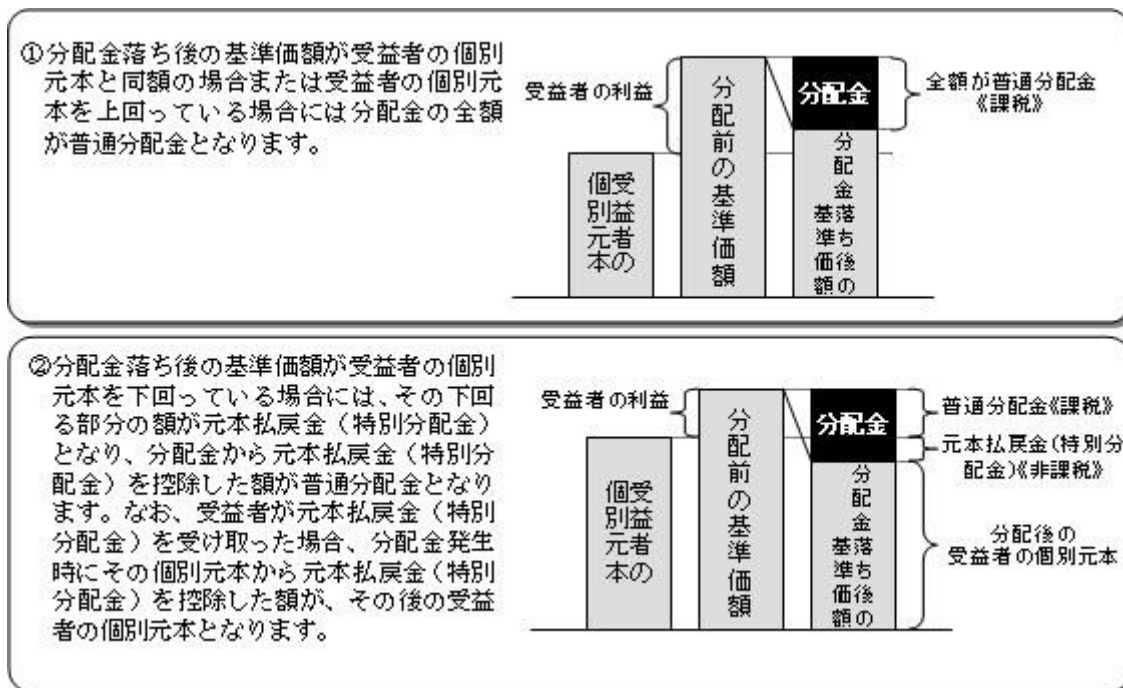 ①分配金落ち後の基準価額が受益者の個別
元本と同額の場合または受益者の個別元
本を上回っている場合には分配金の全額
が普通分配金となります。
受益者の利益
受益者の
個別元本
分配前の基準価額
分配金
分配金落ち後の
基準価額
全額が普通分配金
《課税》
②分配金落ち後の基準価額が受益者の個別
元本を下回っている場合には、その下回
る部分の額が元本払戻金（特別分配金）
となり、分配金から元本払戻金（特別分
配金）を控除した額が普通分配金となり
ます。なお、受益者が元本払戻金（特別
分配金）を受け取った場合、分配金発生
時にその個別元本から元本払戻金（特別
分配金）を控除した額が、その後の受益
者の個別元本となります。
受益者の利益
受益者の
個別元本
分配前の基準価額
分配金
分配金落ち後の
基準価額
普通分配金《課税》
元本払戻金(特別分
配金)《非課税》
分配後の
受益者の個別元本